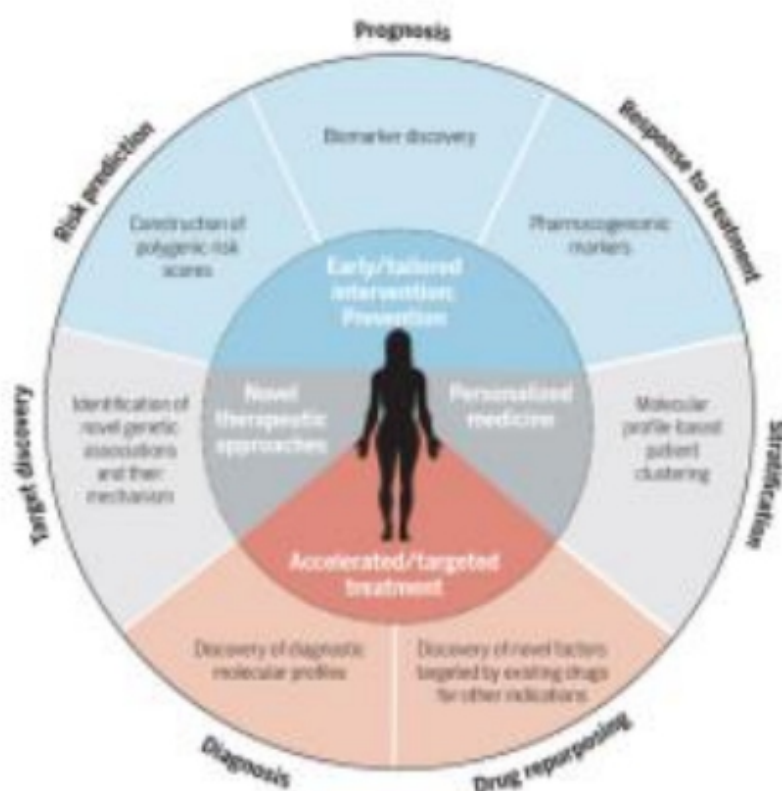 Prognosis
Risk prediction
Response to treatment
Biomarker discovery
Construction of
polygenic risk
scores
Pharmacogenomic
markers
Early/tailored
intervention:
Prevention
Target discovery
Identification of
novel genetic
associations
and their
mechanism
Novel
therapeutic
approaches
Personalized
medicine
Molecular
profile-based
patient
clustering
Stratification
Accelerated/targeted
treatment
Discovery of diagnostic
molecular profiles
Discovery of novel factors
targeted by existing drugs
for other indications
Diagnosis
Drug repurposing